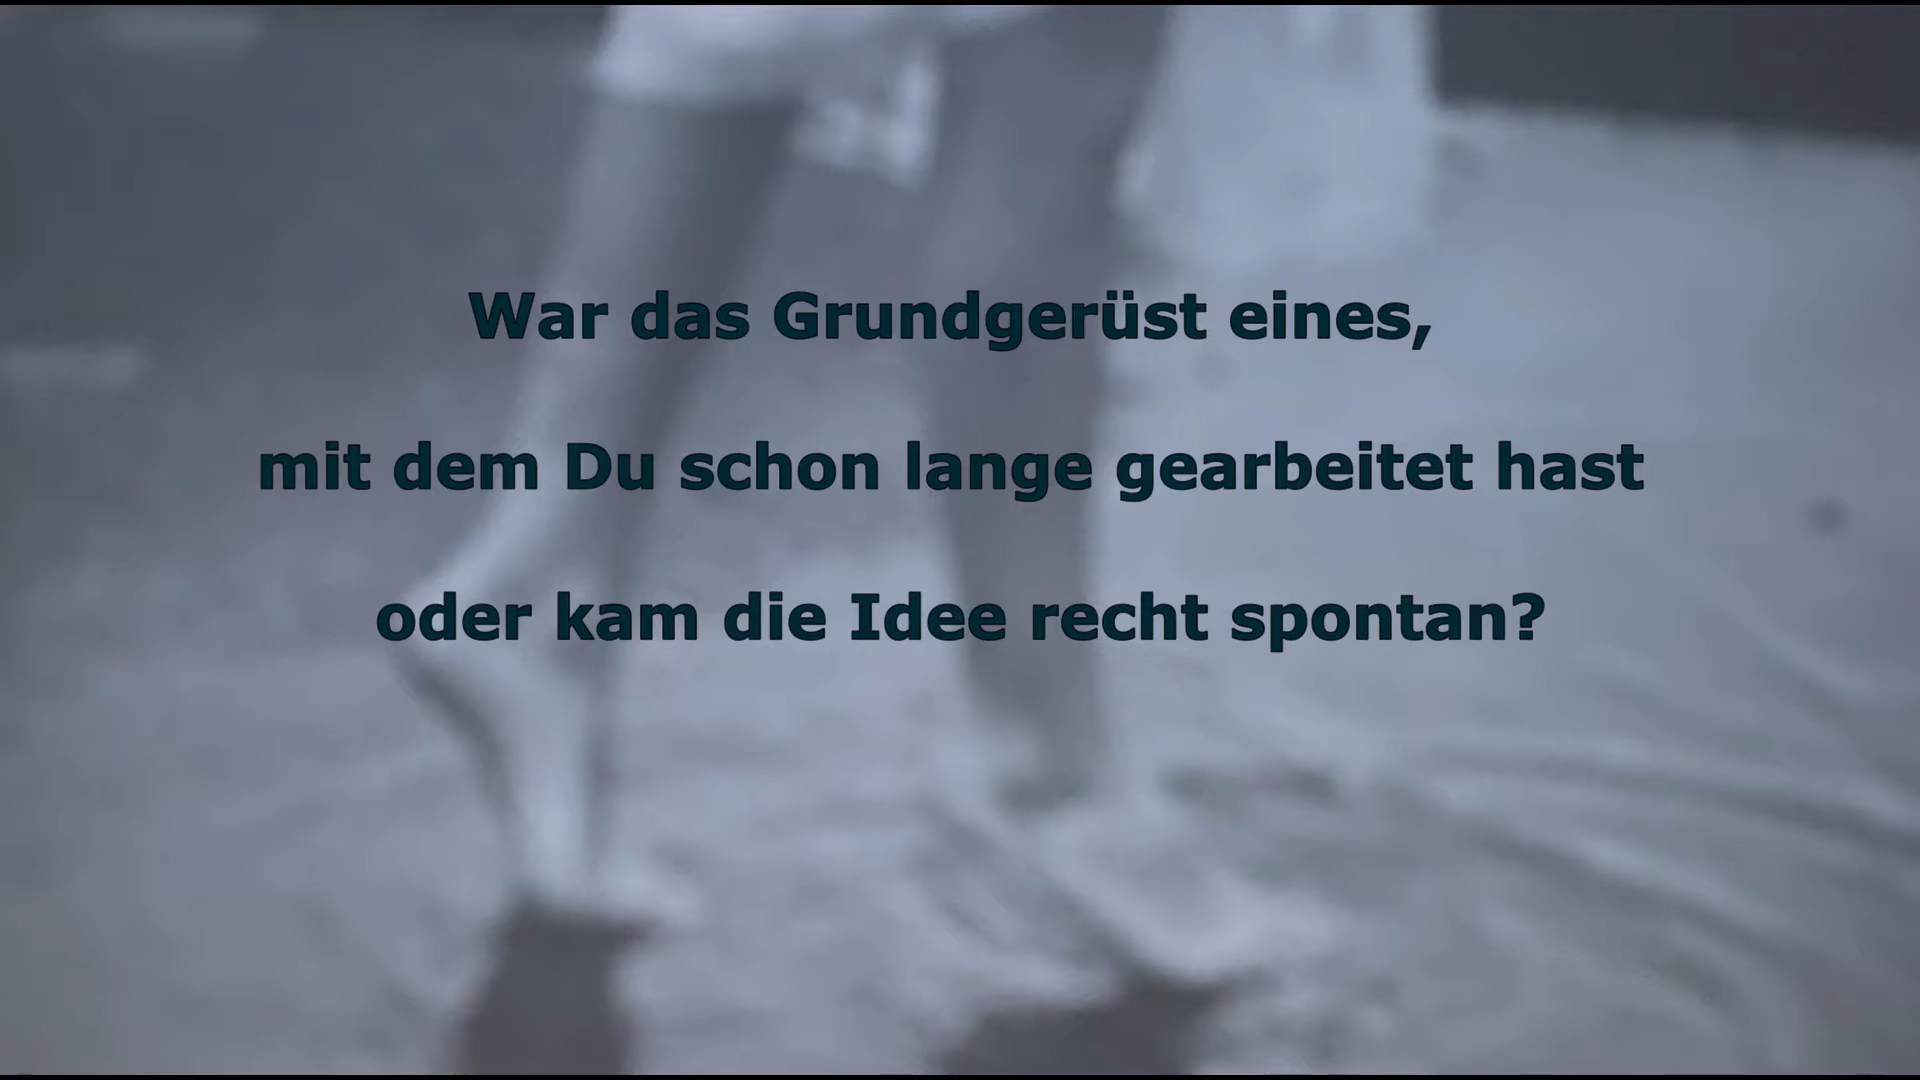 War das Grundgerüst eines,
mit dem Du schon lange gearbeitet hast
oder kam die Idee recht spontan?